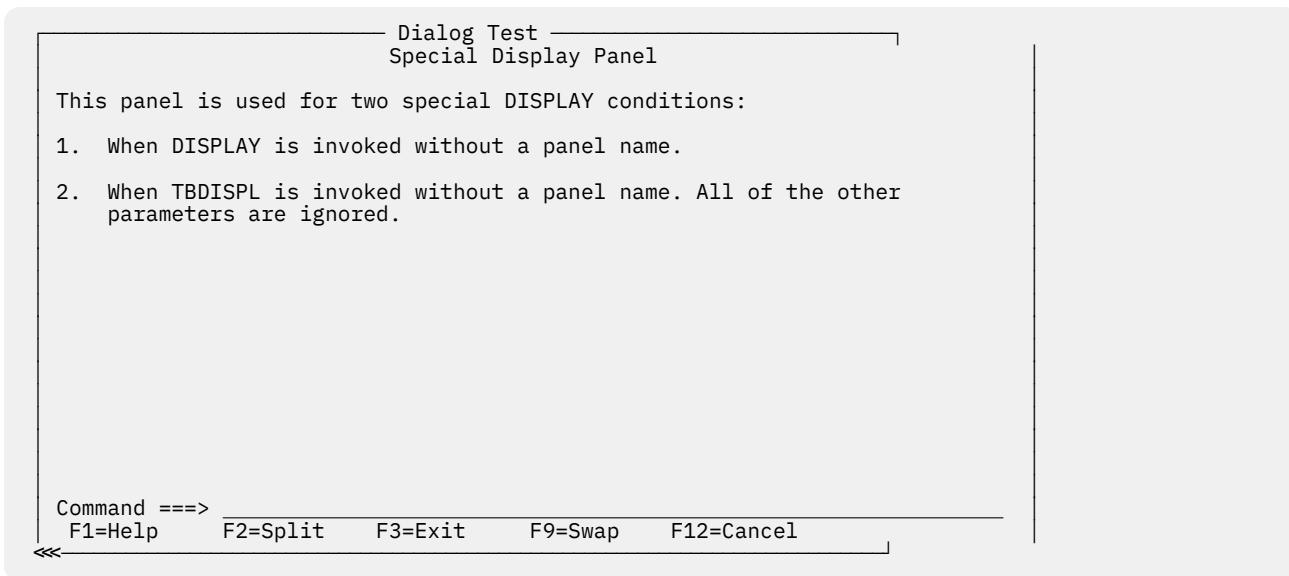 Dialog Test
Special Display Panel
This panel is used for two special DISPLAY conditions:
1. When DISPLAY is invoked without a panel name.
2. When TBDISPL is invoked without a panel name. All of the other
parameters are ignored.
Command ===> ______________________________________________________________
F1=Help F2=Split F3=Exit F9=Swap F12=Cancel
<<<